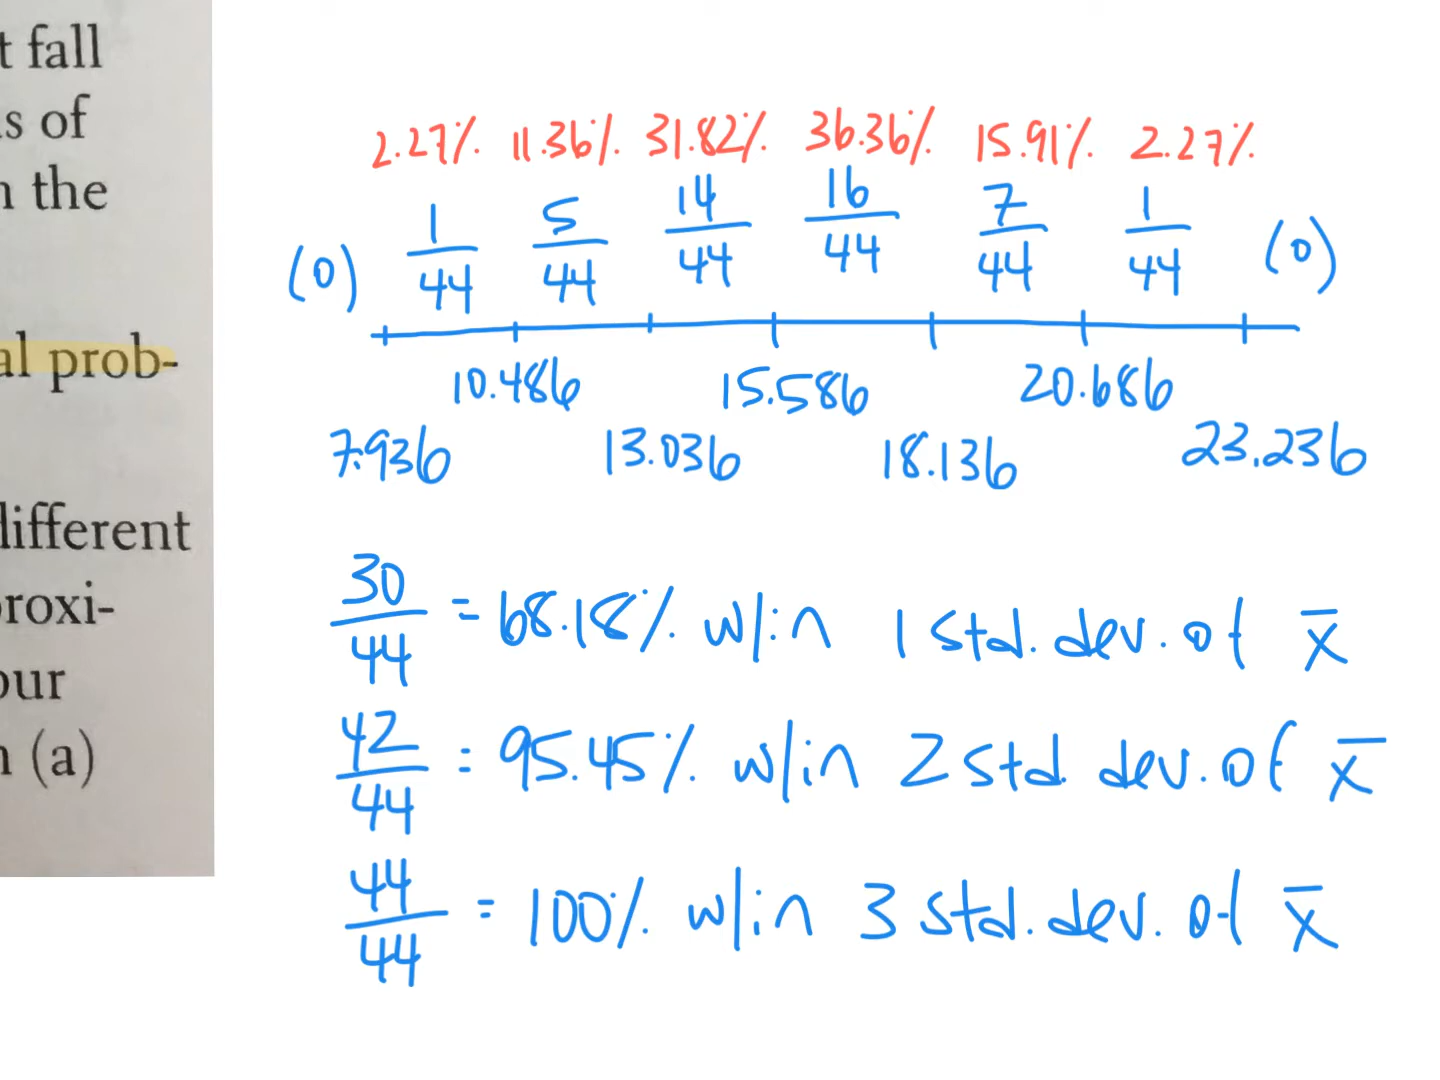 t fall
s of
n the
al prob-
different
proxi-
our
n (a)
2.27% 11.36% 31.82% 36.36% 15.91% 2.27%
(0) 1/44 5/44 14/44 16/44 7/44 1/44 (0)
10.486 15.586 20.686
7.936 13.036 18.136 23.236
30/44 = 68.18% w/in 1 std. dev. of x̄
42/44 = 95.45% w/in 2 std. dev. of x̄
44/44 = 100% w/in 3 std. dev. of x̄